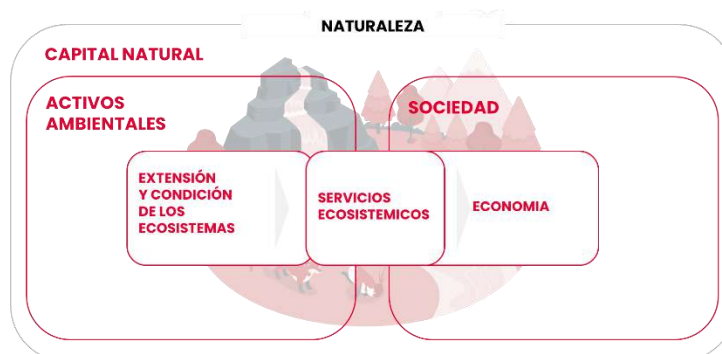 NATURALEZA
CAPITAL NATURAL
ACTIVOS
AMBIENTALES
SOCIEDAD
EXTENSIÓN
Y CONDICIÓN
DE LOS
ECOSISTEMAS
SERVICIOS
ECOSISTEMICOS
ECONOMIA